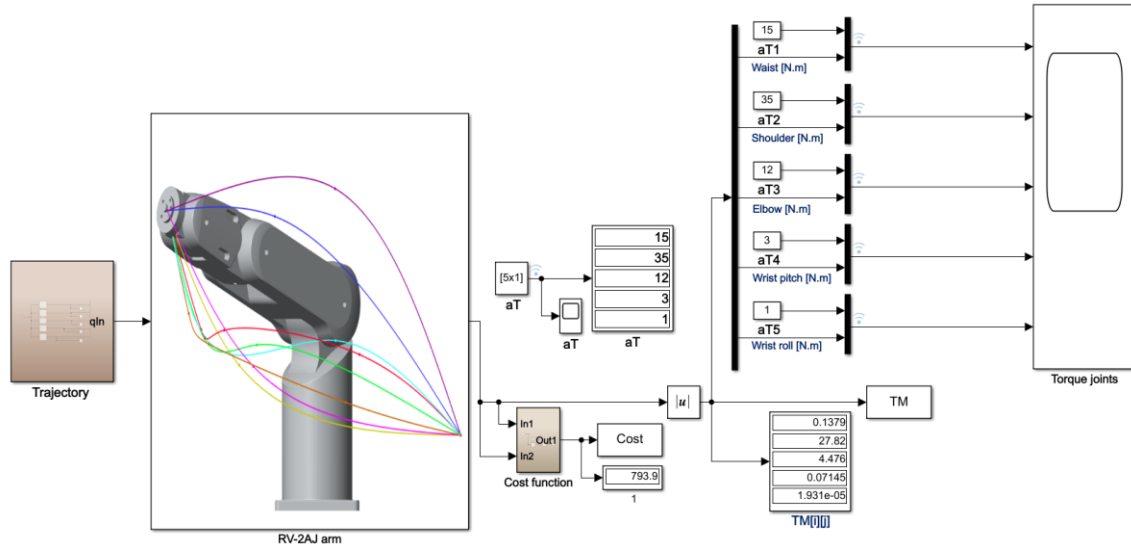 qIn
Trajectory
RV-2AJ arm
[5x1]
aT
aT
15
35
12
3
1
aT
In1
In2
Out1
Cost function
Cost
793.9
1
|u|
15
aT1
Waist [N.m]
35
aT2
Shoulder [N.m]
12
aT3
Elbow [N.m]
3
aT4
Wrist pitch [N.m]
1
aT5
Wrist roll [N.m]
Torque joints
TM
0.1379
27.82
4.476
0.07145
1.931e-05
TM[i][j]